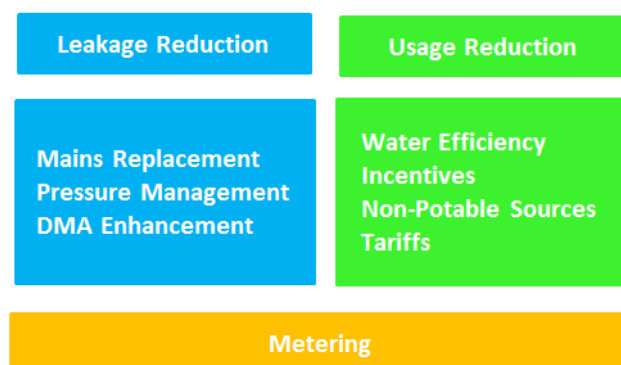 Leakage Reduction
Usage Reduction
Mains Replacement
Pressure Management
DMA Enhancement
Water Efficiency
Incentives
Non-Potable Sources
Tariffs
Metering